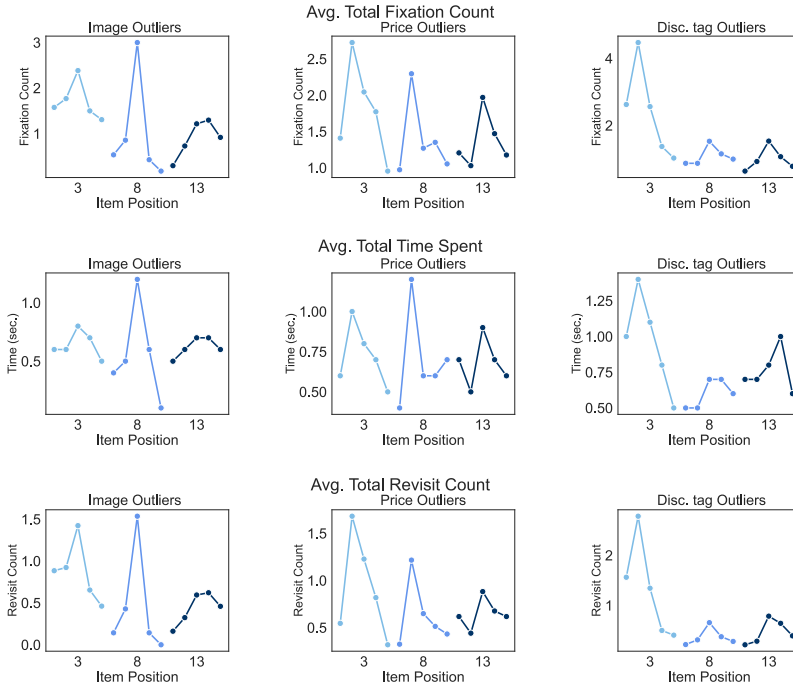 Avg. Total Fixation Count
Image Outliers
Price Outliers
Disc. tag Outliers
Fixation Count
3
2
1
3 8 13
Item Position
Fixation Count
2.5
2.0
1.5
1.0
3 8 13
Item Position
Fixation Count
4
2
3 8 13
Item Position
Avg. Total Time Spent
Image Outliers
Price Outliers
Disc. tag Outliers
Time (sec.)
1.0
0.5
3 8 13
Item Position
Time (sec.)
1.00
0.75
0.50
3 8 13
Item Position
Time (sec.)
1.25
1.00
0.75
0.50
3 8 13
Item Position
Avg. Total Revisit Count
Image Outliers
Price Outliers
Disc. tag Outliers
Revisit Count
1.5
1.0
0.5
0.0
3 8 13
Item Position
Revisit Count
1.5
1.0
0.5
3 8 13
Item Position
Revisit Count
2
1
3 8 13
Item Position